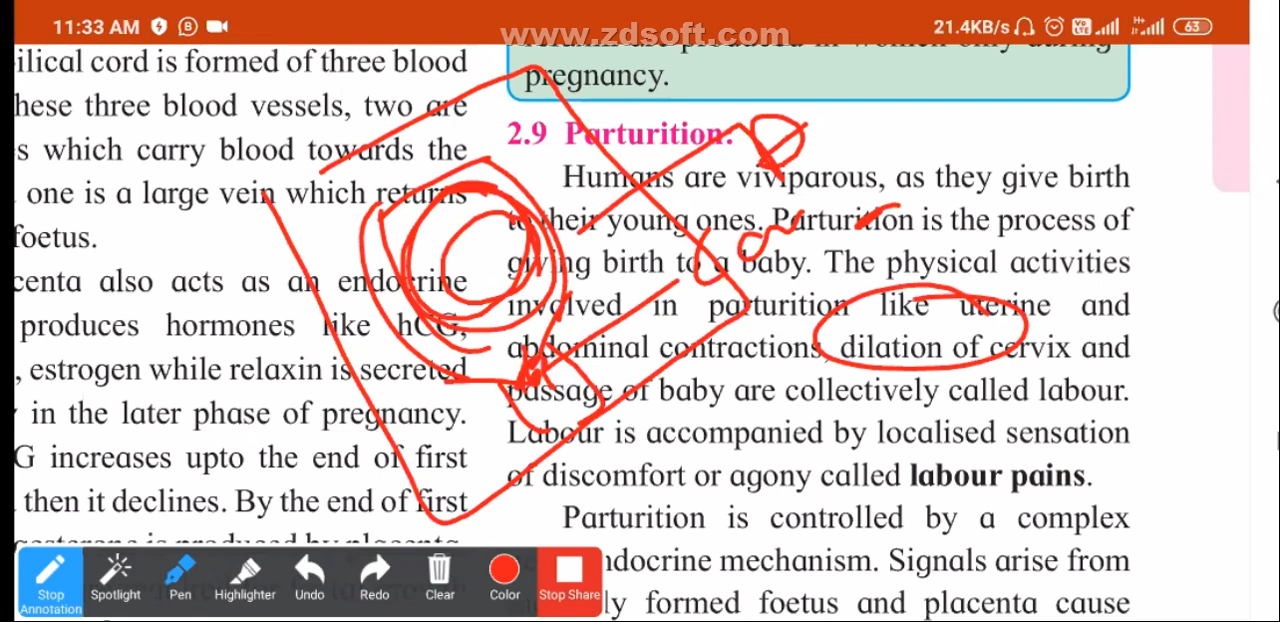 11:33 AM
www.zdsoft.com
21.4KB/s
63
ilical cord is formed of three blood
hese three blood vessels, two are
s which carry blood towards the
one is a large vein which returns
foetus.
centa also acts as an endocrine
produces hormones like hCG,
, estrogen while relaxin is secreted
in the later phase of pregnancy.
G increases upto the end of first
then it declines. By the end of first
produced in women only during
pregnancy.
2.9 Parturition:
Humans are viviparous, as they give birth
to their young ones. Parturition is the process of
giving birth to a baby. The physical activities
involved in parturition like uterine and
abdominal contractions, dilation of cervix and
passage of baby are collectively called labour.
Labour is accompanied by localised sensation
of discomfort or agony called labour pains.
Parturition is controlled by a complex
ndocrine mechanism. Signals arise from
ly formed foetus and placenta cause
Stop Annotation
Spotlight
Pen
Highlighter
Undo
Redo
Clear
Color
Stop Share